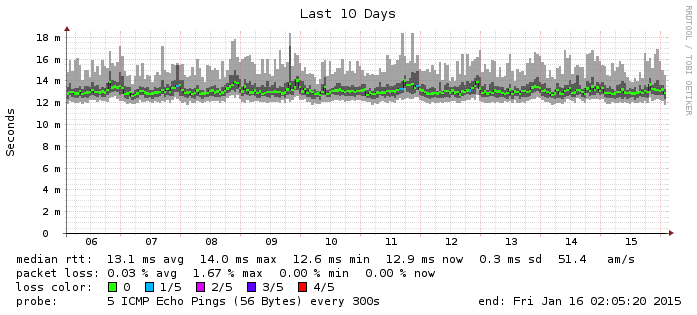 Last 10 Days
RRDTOOL / TOBI OETIKER
Seconds
18 m
16 m
14 m
12 m
10 m
8 m
6 m
4 m
2 m
0
06 07 08 09 10 11 12 13 14 15
median rtt: 13.1 ms avg 14.0 ms max 12.6 ms min 12.9 ms now 0.3 ms sd 51.4 am/s
packet loss: 0.03 % avg 1.67 % max 0.00 % min 0.00 % now
loss color: 0 1/5 2/5 3/5 4/5
probe: 5 ICMP Echo Pings (56 Bytes) every 300s end: Fri Jan 16 02:05:20 2015